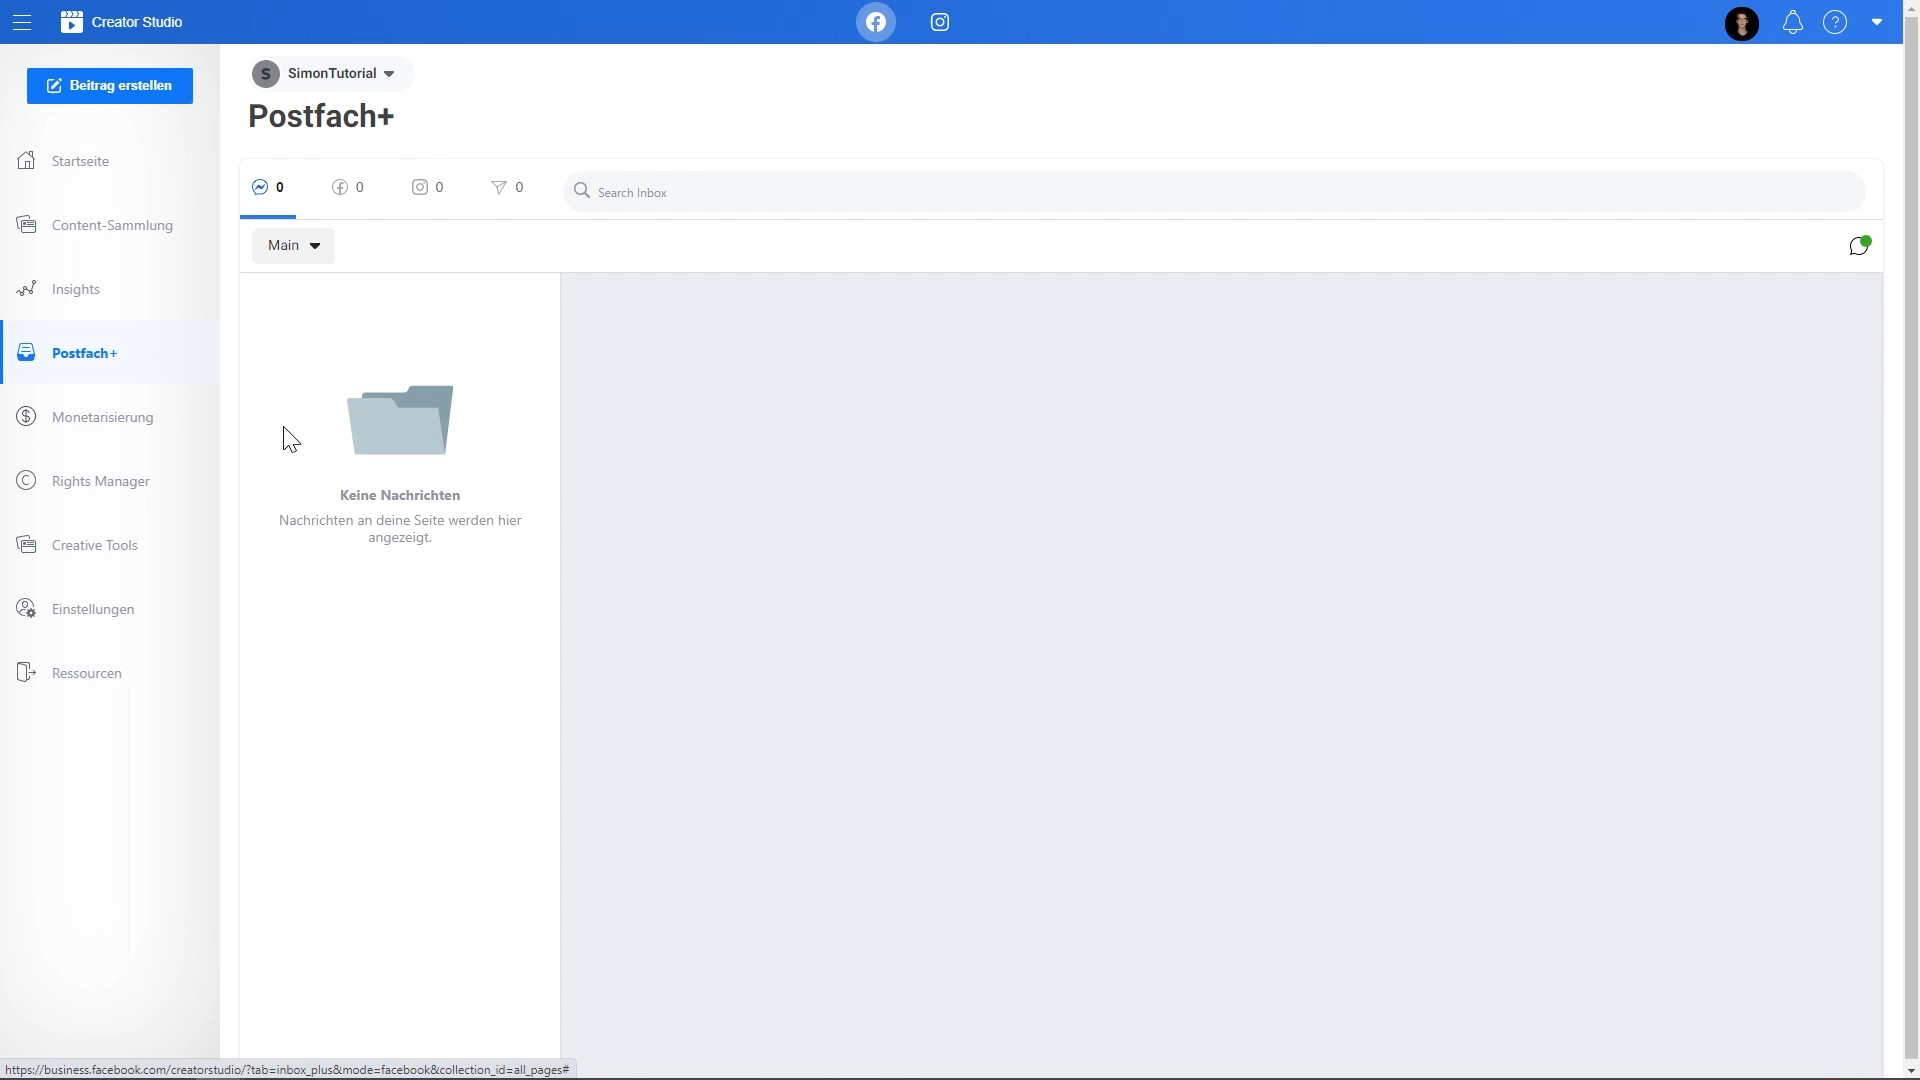 Creator Studio
Beitrag erstellen
S SimonTutorial
Postfach+
0 0 0 0 Search Inbox
Main
Startseite
Content-Sammlung
Insights
Postfach+
Monetarisierung
Rights Manager
Creative Tools
Einstellungen
Ressourcen
Keine Nachrichten
Nachrichten an deine Seite werden hier
angezeigt.
https://business.facebook.com/creatorstudio/?tab=inbox_plus&mode=facebook&collection_id=all_pages#